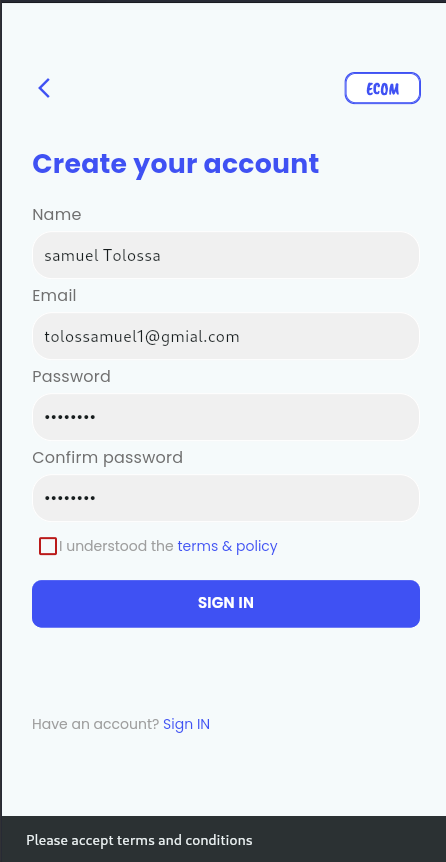 ECOM
Create your account
Name
samuel Tolossa
Email
tolossamuel1@gmial.com
Password
••••••••
Confirm password
••••••••
I understood the terms & policy
SIGN IN
Have an account? Sign IN
Please accept terms and conditions